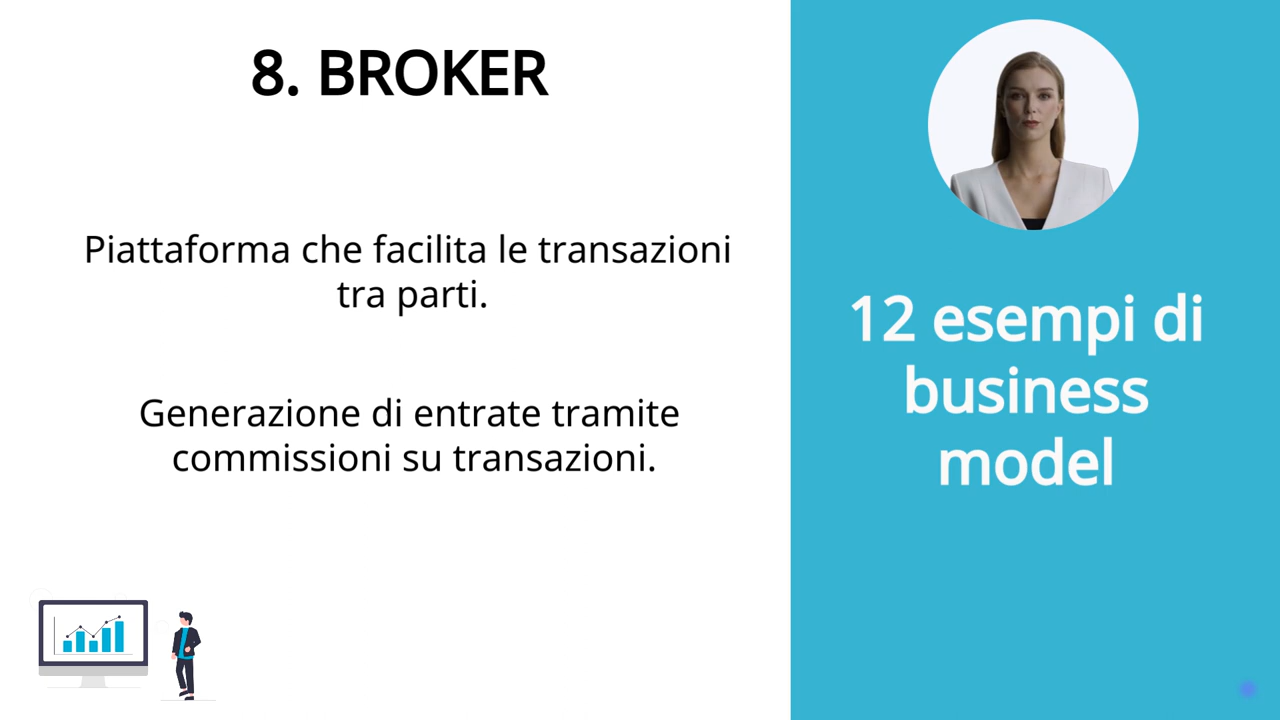 8. BROKER
Piattaforma che facilita le transazioni
tra parti.
Generazione di entrate tramite
commissioni su transazioni.
12 esempi di
business
model